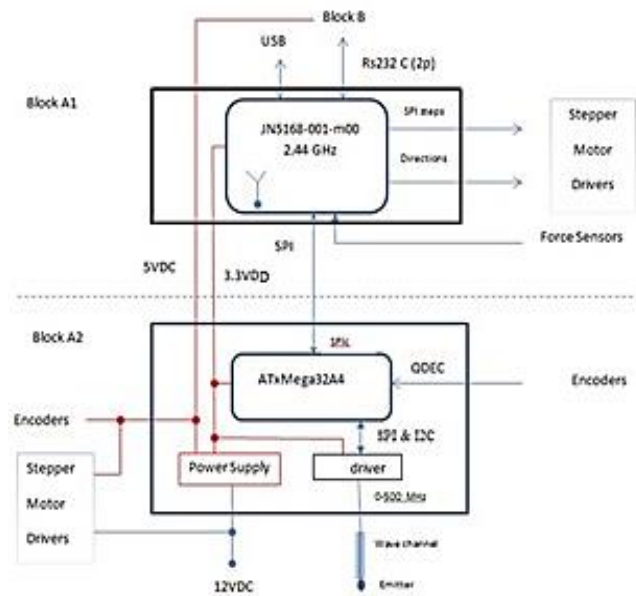 Block B
USB
Rs232 C (2p)
Block A1
JN5168-001-m00
2.44 GHz
SPI steps
Directions
Stepper
Motor
Drivers
Force Sensors
SPI
5VDC
3.3VDD
Block A2
ATxMega32A4
QDEC
Encoders
Encoders
SPI & I2C
Stepper
Motor
Drivers
Power Supply
driver
Wave channel
12VDC
Emitter